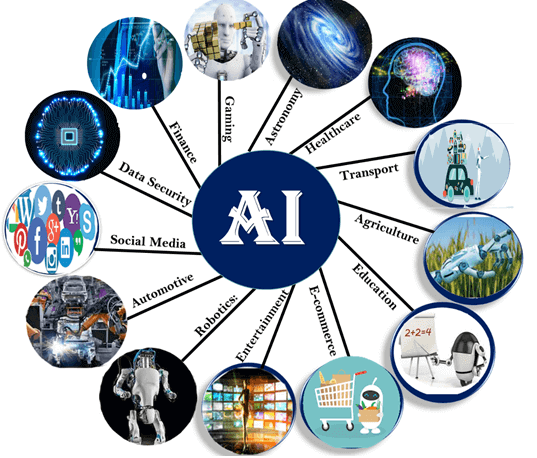 AI
Gaming
Astronomy
Healthcare
Transport
Agriculture
Education
2+2=4
E-commerce
Entertainment
Robotics:
Automotive
Social Media
Data Security
Finance